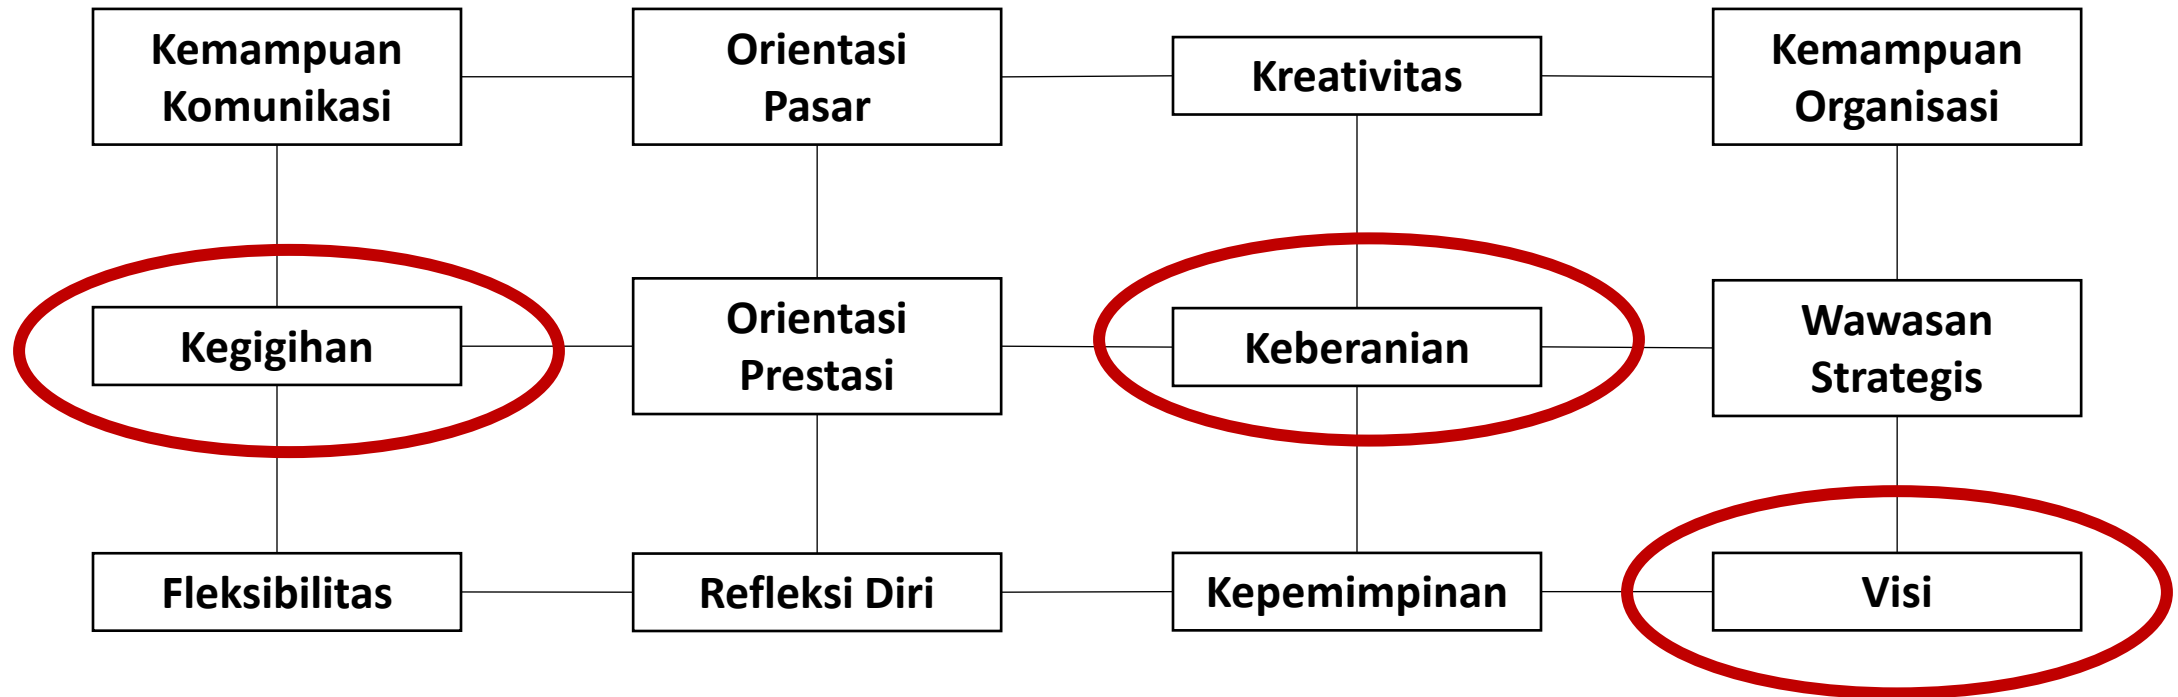 Kemampuan
Komunikasi
Orientasi
Pasar
Kreativitas
Kemampuan
Organisasi
Kegigihan
Orientasi
Prestasi
Keberanian
Wawasan
Strategis
Fleksibilitas
Refleksi Diri
Kepemimpinan
Visi